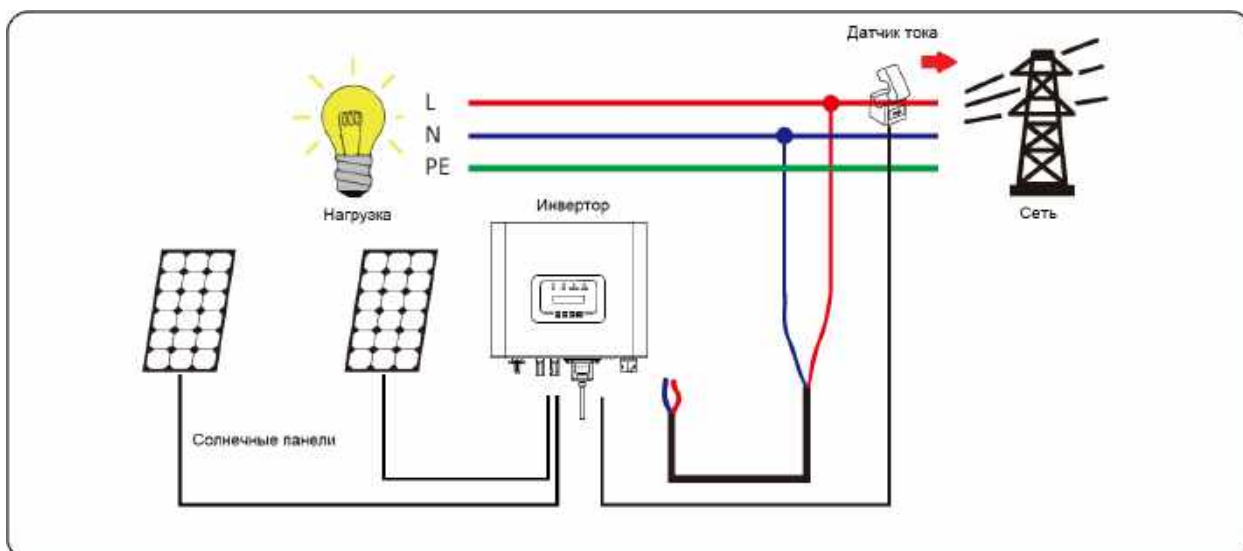 Датчик тока
L
N
PE
Нагрузка
Инвертор
Сеть
Солнечные панели